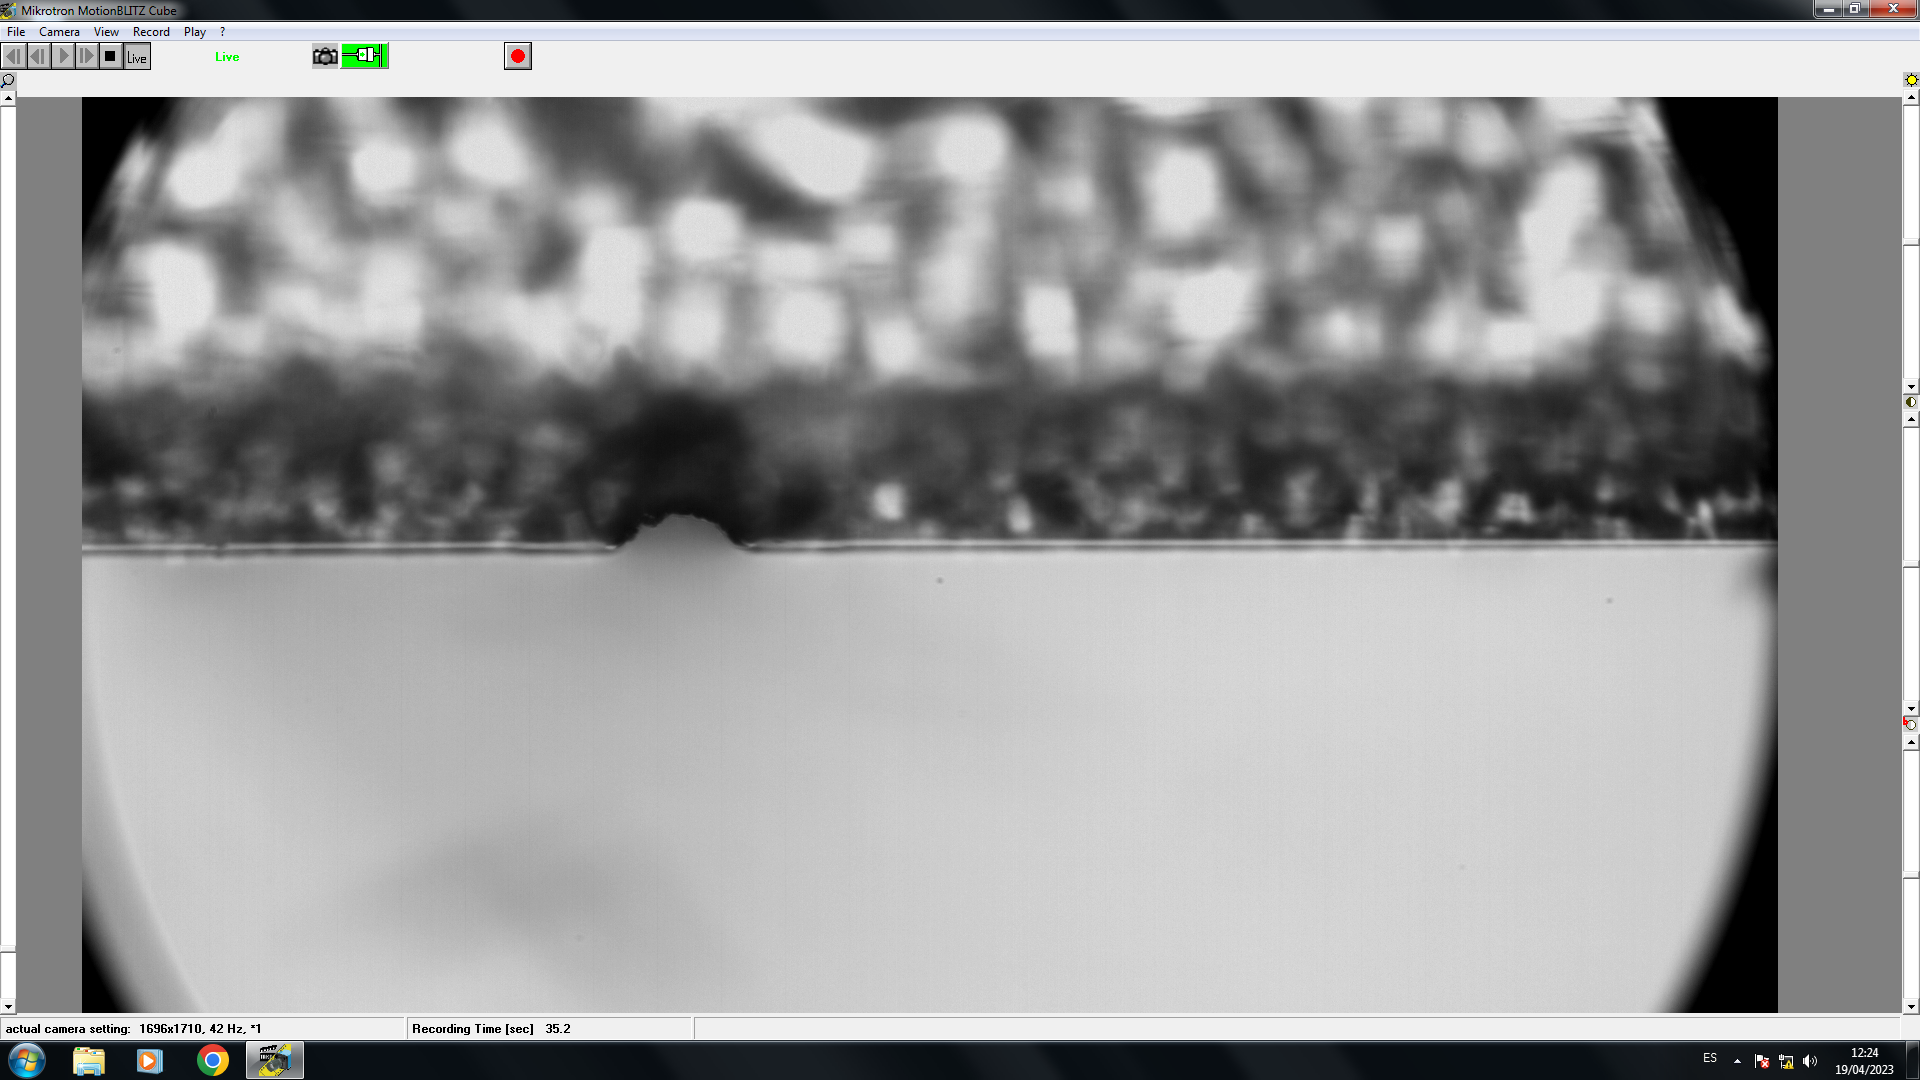 Mikrotron MotionBLITZ Cube
File Camera View Record Play ?
Live Live
actual camera setting: 1696x1710, 42 Hz, *1 Recording Time [sec] 35.2
ES 12:24
19/04/2023